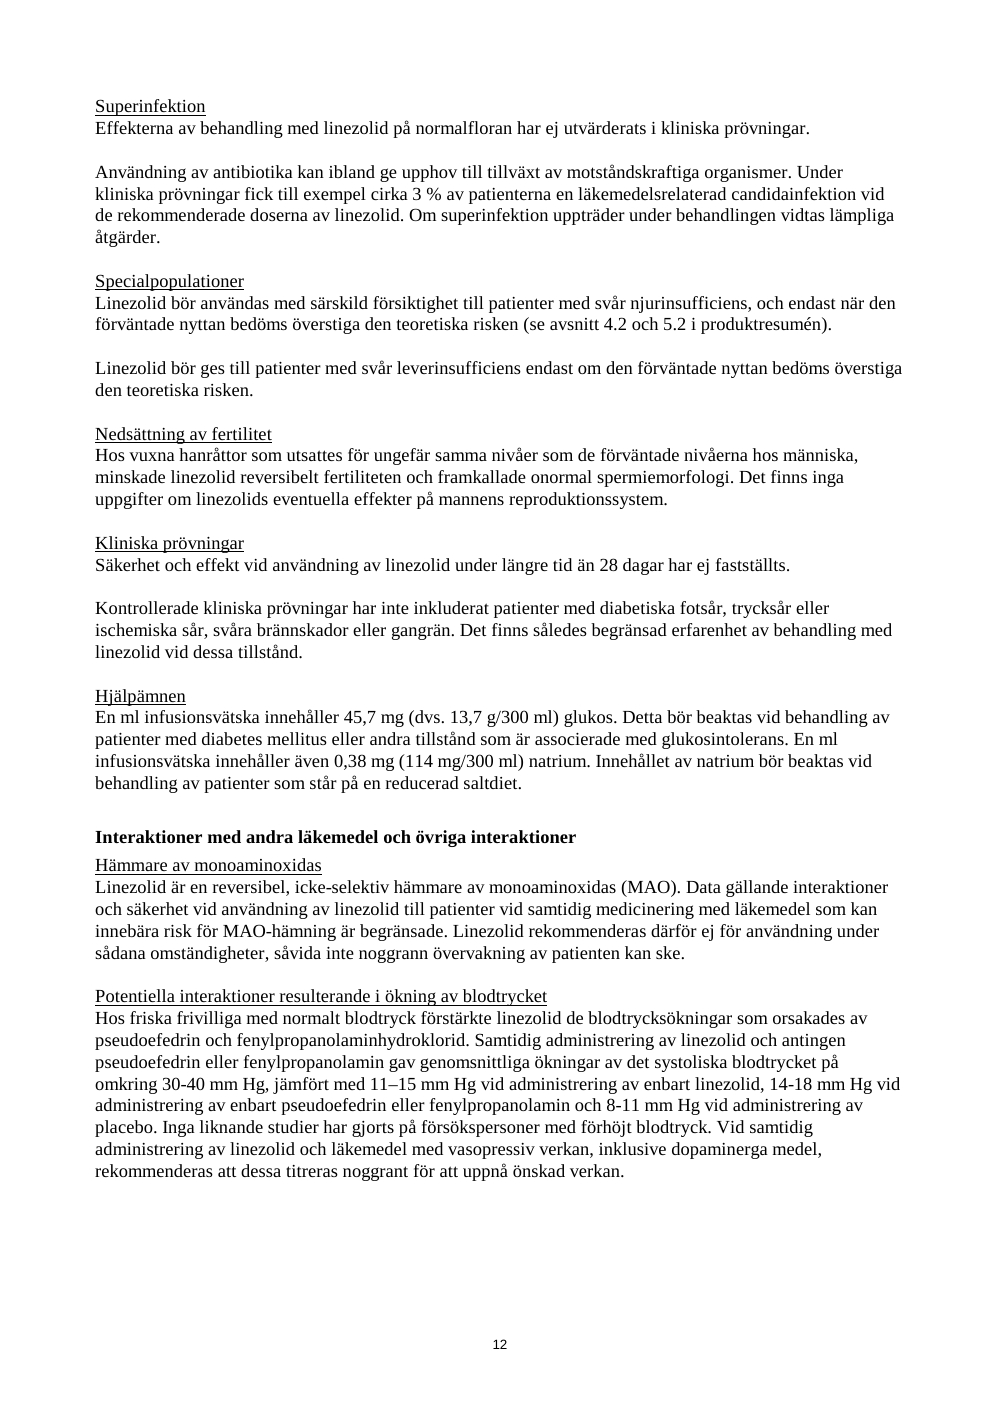 Superinfektion
Effekterna av behandling med linezolid på normalfloran har ej utvärderats i kliniska prövningar.
Användning av antibiotika kan ibland ge upphov till tillväxt av motståndskraftiga organismer. Under
kliniska prövningar fick till exempel cirka 3 % av patienterna en läkemedelsrelaterad candidainfektion vid
de rekommenderade doserna av linezolid. Om superinfektion uppträder under behandlingen vidtas lämpliga
åtgärder.
Specialpopulationer
Linezolid bör användas med särskild försiktighet till patienter med svår njurinsufficiens, och endast när den
förväntade nyttan bedöms överstiga den teoretiska risken (se avsnitt 4.2 och 5.2 i produktresumén).
Linezolid bör ges till patienter med svår leverinsufficiens endast om den förväntade nyttan bedöms överstiga
den teoretiska risken.
Nedsättning av fertilitet
Hos vuxna hanråttor som utsattes för ungefär samma nivåer som de förväntade nivåerna hos människa,
minskade linezolid reversibelt fertiliteten och framkallade onormal spermiemorfologi. Det finns inga
uppgifter om linezolids eventuella effekter på mannens reproduktionssystem.
Kliniska prövningar
Säkerhet och effekt vid användning av linezolid under längre tid än 28 dagar har ej fastställts.
Kontrollerade kliniska prövningar har inte inkluderat patienter med diabetiska fotsår, trycksår eller
ischemiska sår, svåra brännskador eller gangrän. Det finns således begränsad erfarenhet av behandling med
linezolid vid dessa tillstånd.
Hjälpämnen
En ml infusionsvätska innehåller 45,7 mg (dvs. 13,7 g/300 ml) glukos. Detta bör beaktas vid behandling av
patienter med diabetes mellitus eller andra tillstånd som är associerade med glukosintolerans. En ml
infusionsvätska innehåller även 0,38 mg (114 mg/300 ml) natrium. Innehållet av natrium bör beaktas vid
behandling av patienter som står på en reducerad saltdiet.
Interaktioner med andra läkemedel och övriga interaktioner
Hämmare av monoaminoxidas
Linezolid är en reversibel, icke-selektiv hämmare av monoaminoxidas (MAO). Data gällande interaktioner
och säkerhet vid användning av linezolid till patienter vid samtidig medicinering med läkemedel som kan
innebära risk för MAO-hämning är begränsade. Linezolid rekommenderas därför ej för användning under
sådana omständigheter, såvida inte noggrann övervakning av patienten kan ske.
Potentiella interaktioner resulterande i ökning av blodtrycket
Hos friska frivilliga med normalt blodtryck förstärkte linezolid de blodtrycksökningar som orsakades av
pseudoefedrin och fenylpropanolaminhydroklorid. Samtidig administrering av linezolid och antingen
pseudoefedrin eller fenylpropanolamin gav genomsnittliga ökningar av det systoliska blodtrycket på
omkring 30-40 mm Hg, jämfört med 11–15 mm Hg vid administrering av enbart linezolid, 14-18 mm Hg vid
administrering av enbart pseudoefedrin eller fenylpropanolamin och 8-11 mm Hg vid administrering av
placebo. Inga liknande studier har gjorts på försökspersoner med förhöjt blodtryck. Vid samtidig
administrering av linezolid och läkemedel med vasopressiv verkan, inklusive dopaminerga medel,
rekommenderas att dessa titreras noggrant för att uppnå önskad verkan.
12